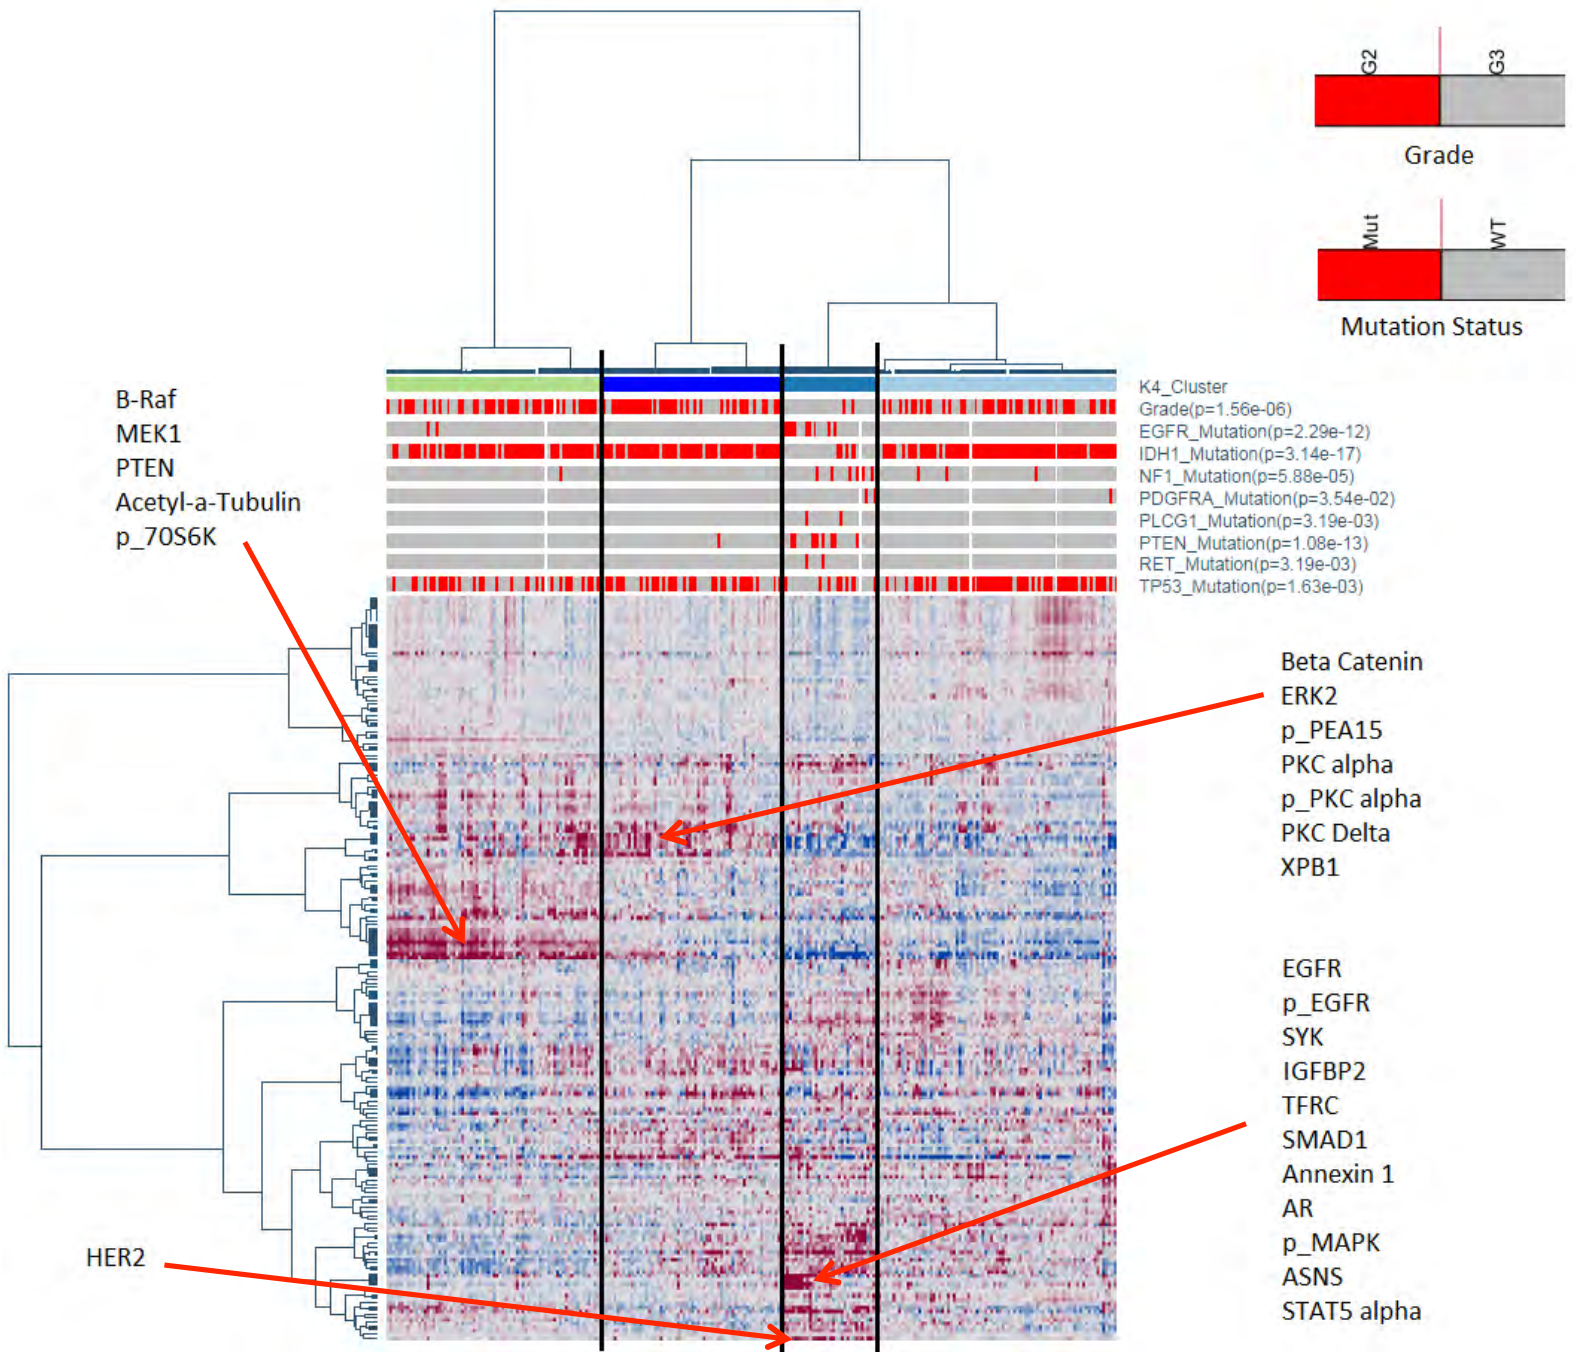 G2
G3
Grade
Mut
WT
Mutation Status
B-Raf
MEK1
PTEN
Acetyl-a-Tubulin
p_70S6K
K4_Cluster
Grade(p=1.56e-06)
EGFR_Mutation(p=2.29e-12)
IDH1_Mutation(p=3.14e-17)
NF1_Mutation(p=5.88e-05)
PDGFRA_Mutation(p=3.54e-02)
PLCG1_Mutation(p=3.19e-03)
PTEN_Mutation(p=1.08e-13)
RET_Mutation(p=3.19e-03)
TP53_Mutation(p=1.63e-03)
Beta Catenin
ERK2
p_PEA15
PKC alpha
p_PKC alpha
PKC Delta
XPB1
EGFR
p_EGFR
SYK
IGFBP2
TFRC
SMAD1
Annexin 1
AR
p_MAPK
ASNS
STAT5 alpha
HER2